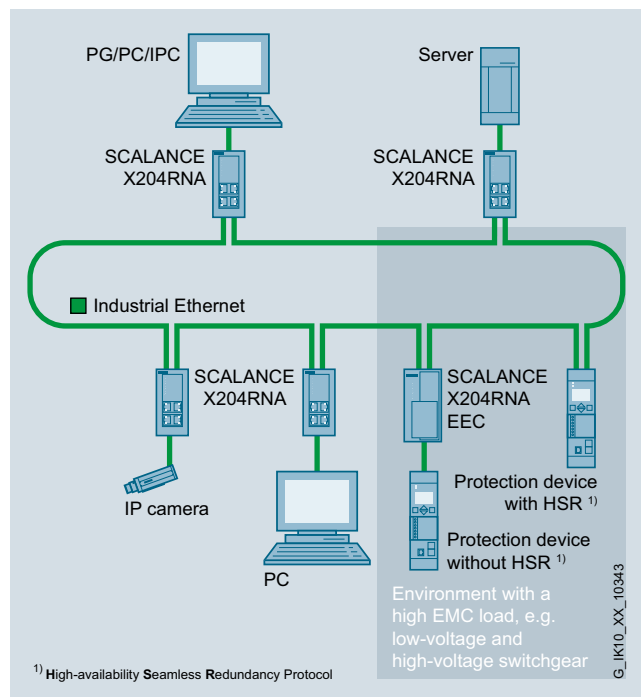 PG/PC/IPC
Server
SCALANCE
X204RNA
SCALANCE
X204RNA
Industrial Ethernet
SCALANCE
X204RNA
SCALANCE
X204RNA
EEC
IP camera
PC
Protection device
with HSR 1)
Protection device
without HSR 1)
Environment with a
high EMC load, e.g.
low-voltage and
high-voltage switchgear
G_IK10_XX_10343
1) High-availability Seamless Redundancy Protocol